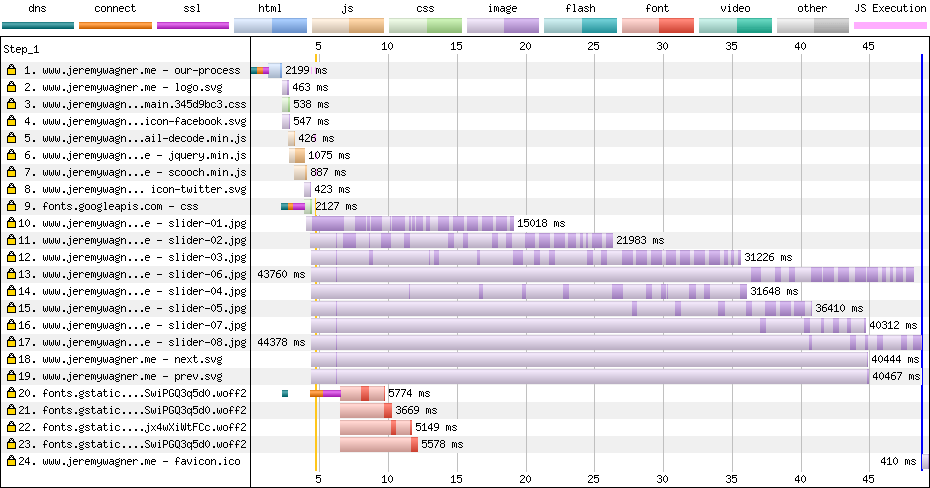 dns connect ssl html js css image flash font video other JS Execution
Step_1 5 10 15 20 25 30 35 40 45
1. www.jeremywagner.me - our-process 2199 ms
2. www.jeremywagner.me - logo.svg 463 ms
3. www.jeremywagn...main.345d9bc3.css 538 ms
4. www.jeremywagn...icon-facebook.svg 547 ms
5. www.jeremywagn...ail-decode.min.js 426 ms
6. www.jeremywagn...e - jquery.min.js 1075 ms
7. www.jeremywagn...e - scooch.min.js 887 ms
8. www.jeremywagn... icon-twitter.svg 423 ms
9. fonts.googleapis.com - css 2127 ms
10. www.jeremywagn...e - slider-01.jpg 15018 ms
11. www.jeremywagn...e - slider-02.jpg 21983 ms
12. www.jeremywagn...e - slider-03.jpg 31226 ms
13. www.jeremywagn...e - slider-06.jpg 43760 ms
14. www.jeremywagn...e - slider-04.jpg 31648 ms
15. www.jeremywagn...e - slider-05.jpg 36410 ms
16. www.jeremywagn...e - slider-07.jpg 40312 ms
17. www.jeremywagn...e - slider-08.jpg 44378 ms
18. www.jeremywagner.me - next.svg 40444 ms
19. www.jeremywagner.me - prev.svg 40467 ms
20. fonts.gstatic....SwiPGQ3q5d0.woff2 5774 ms
21. fonts.gstatic....SwiPGQ3q5d0.woff2 3669 ms
22. fonts.gstatic....jx4wXiWtFCc.woff2 5149 ms
23. fonts.gstatic....SwiPGQ3q5d0.woff2 5578 ms
24. www.jeremywagner.me - favicon.ico 410 ms
5 10 15 20 25 30 35 40 45